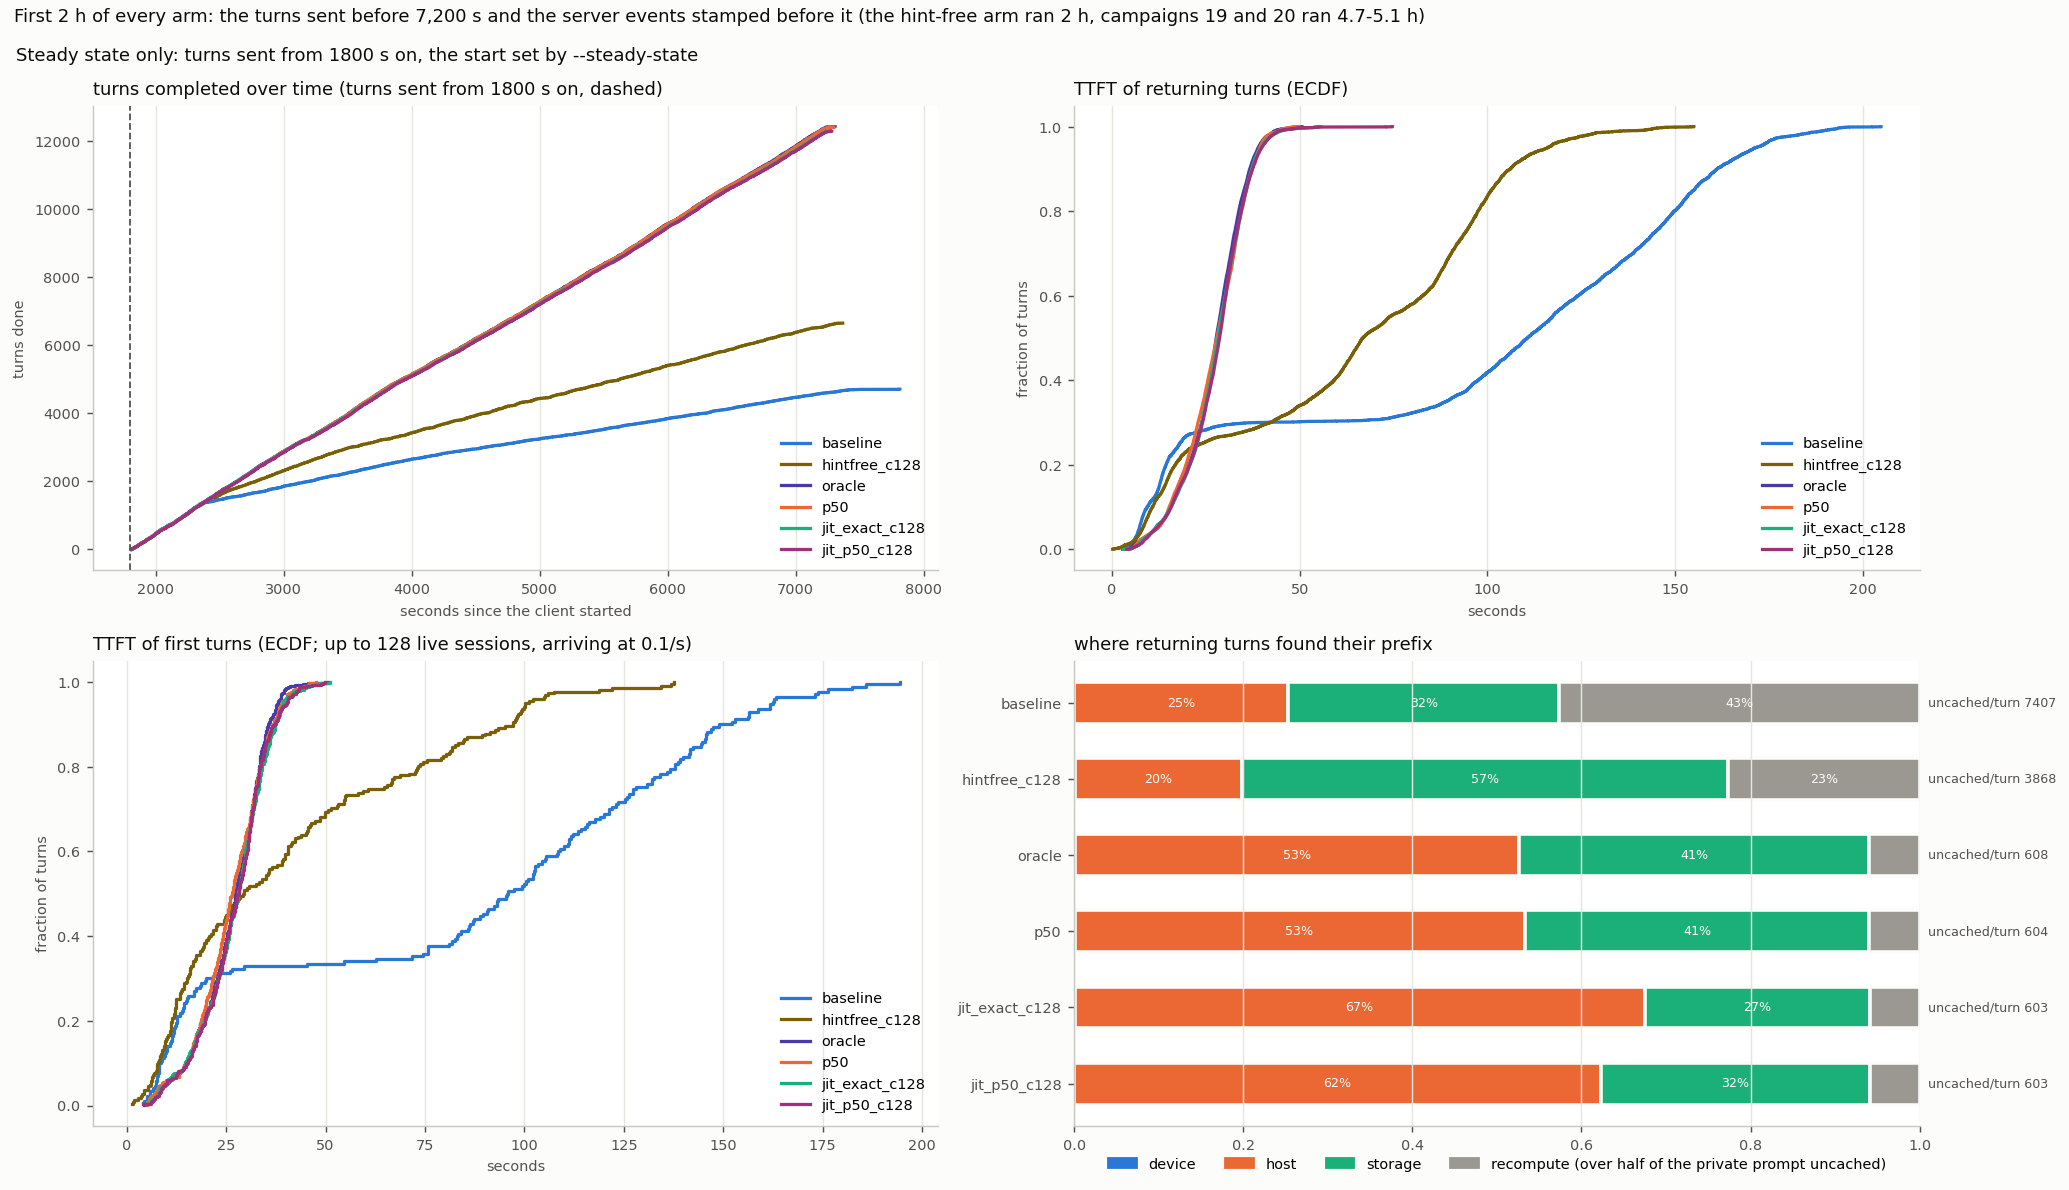 First 2 h of every arm: the turns sent before 7,200 s and the server events stamped before it (the hint-free arm ran 2 h, campaigns 19 and 20 ran 4.7-5.1 h)
Steady state only: turns sent from 1800 s on, the start set by --steady-state
turns completed over time (turns sent from 1800 s on, dashed)
turns done
12000
10000
8000
6000
4000
2000
0
baseline
hintfree_c128
oracle
p50
jit_exact_c128
jit_p50_c128
2000 3000 4000 5000 6000 7000 8000
seconds since the client started
TTFT of returning turns (ECDF)
fraction of turns
1.0
0.8
0.6
0.4
0.2
0.0
baseline
hintfree_c128
oracle
p50
jit_exact_c128
jit_p50_c128
0 50 100 150 200
seconds
TTFT of first turns (ECDF; up to 128 live sessions, arriving at 0.1/s)
fraction of turns
1.0
0.8
0.6
0.4
0.2
0.0
baseline
hintfree_c128
oracle
p50
jit_exact_c128
jit_p50_c128
0 25 50 75 100 125 150 175 200
seconds
where returning turns found their prefix
baseline 25% 32% 43% uncached/turn 7407
hintfree_c128 20% 57% 23% uncached/turn 3868
oracle 53% 41% uncached/turn 608
p50 53% 41% uncached/turn 604
jit_exact_c128 67% 27% uncached/turn 603
jit_p50_c128 62% 32% uncached/turn 603
0.0 0.2 0.4 0.6 0.8 1.0
device host storage recompute (over half of the private prompt uncached)